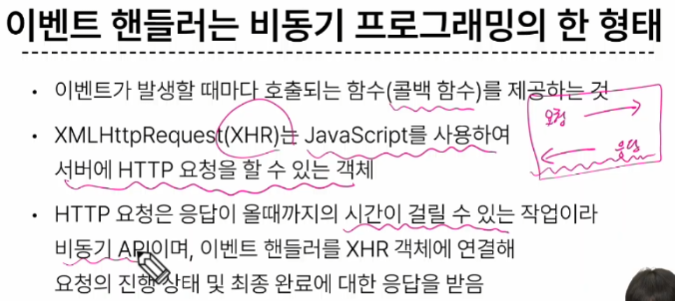 이벤트 핸들러는 비동기 프로그래밍의 한 형태
• 이벤트가 발생할 때마다 호출되는 함수(콜백 함수)를 제공하는 것
요청
• XMLHttpRequest(XHR)는 JavaScript를 사용하여
서버에 HTTP 요청을 할 수 있는 객체
응답
• HTTP 요청은 응답이 올때까지의 시간이 걸릴 수 있는 작업이라
비동기 API이며, 이벤트 핸들러를 XHR 객체에 연결해
요청의 진행 상태 및 최종 완료에 대한 응답을 받음